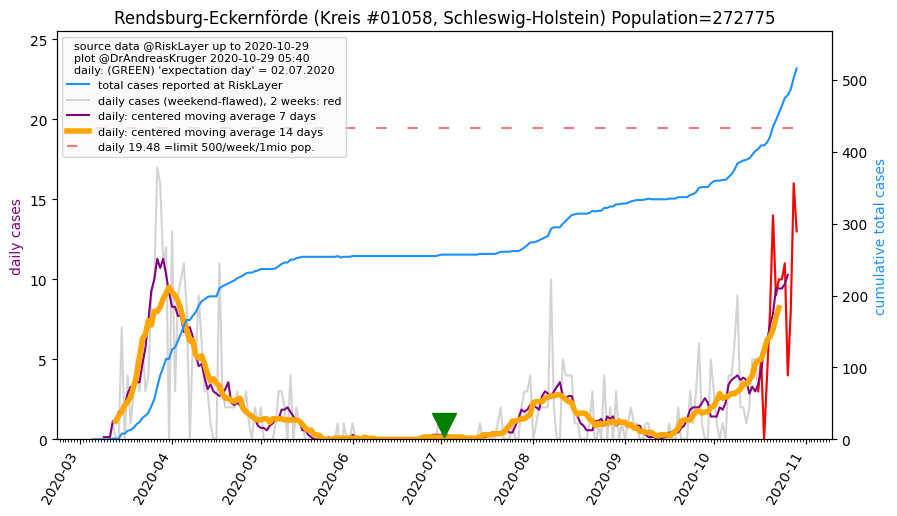 Rendsburg-Eckernförde (Kreis #01058, Schleswig-Holstein) Population=272775
source data @RiskLayer up to 2020-10-29
plot @DrAndreasKruger 2020-10-29 05:40
daily: (GREEN) 'expectation day' = 02.07.2020
total cases reported at RiskLayer
daily cases (weekend-flawed), 2 weeks: red
daily: centered moving average 7 days
daily: centered moving average 14 days
daily 19.48 =limit 500/week/1mio pop.
daily cases
25
20
15
10
5
0
cumulative total cases
500
400
300
200
100
0
2020-03
2020-04
2020-05
2020-06
2020-07
2020-08
2020-09
2020-10
2020-11